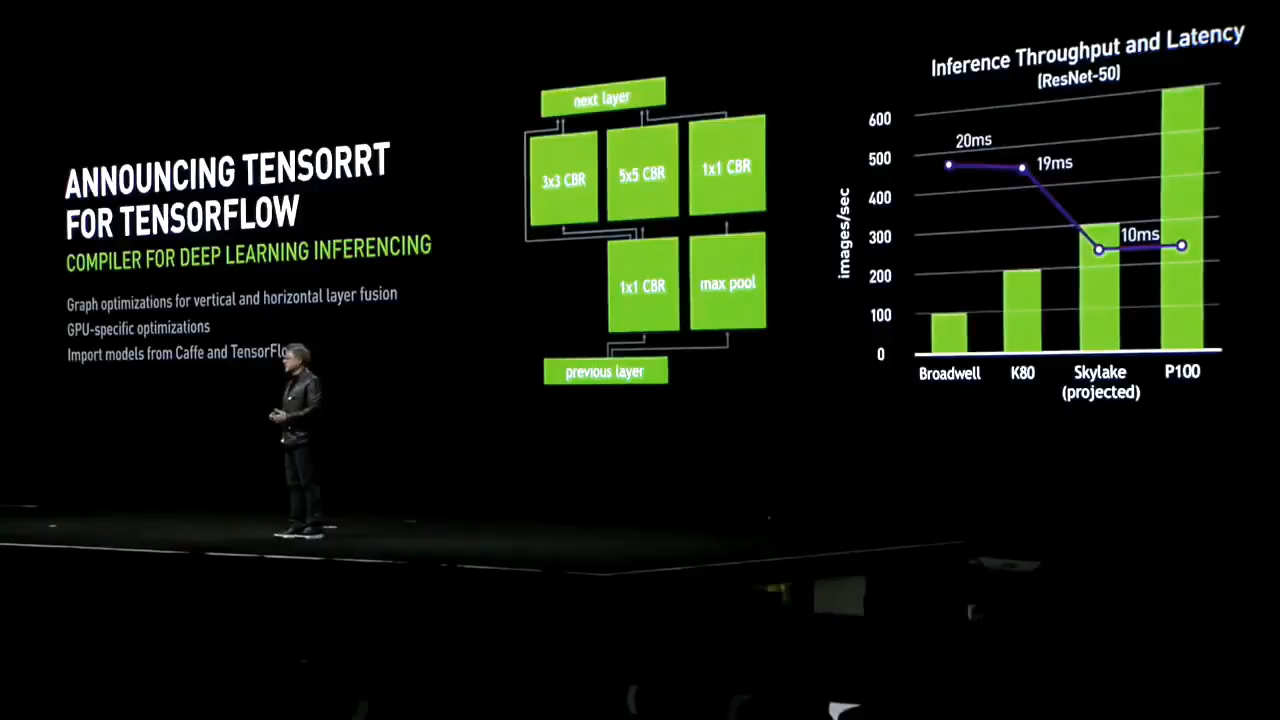 ANNOUNCING TENSORRT
FOR TENSORFLOW
COMPILER FOR DEEP LEARNING INFERENCING
Graph optimizations for vertical and horizontal layer fusion
GPU-specific optimizations
Import models from Caffe and TensorFlo
next layer
3x3 CBR
5x5 CBR
1x1 CBR
1x1 CBR
max pool
previous layer
Inference Throughput and Latency
(ResNet-50)
images/sec
600
500
400
300
200
100
0
20ms
19ms
10ms
Broadwell
K80
Skylake
(projected)
P100